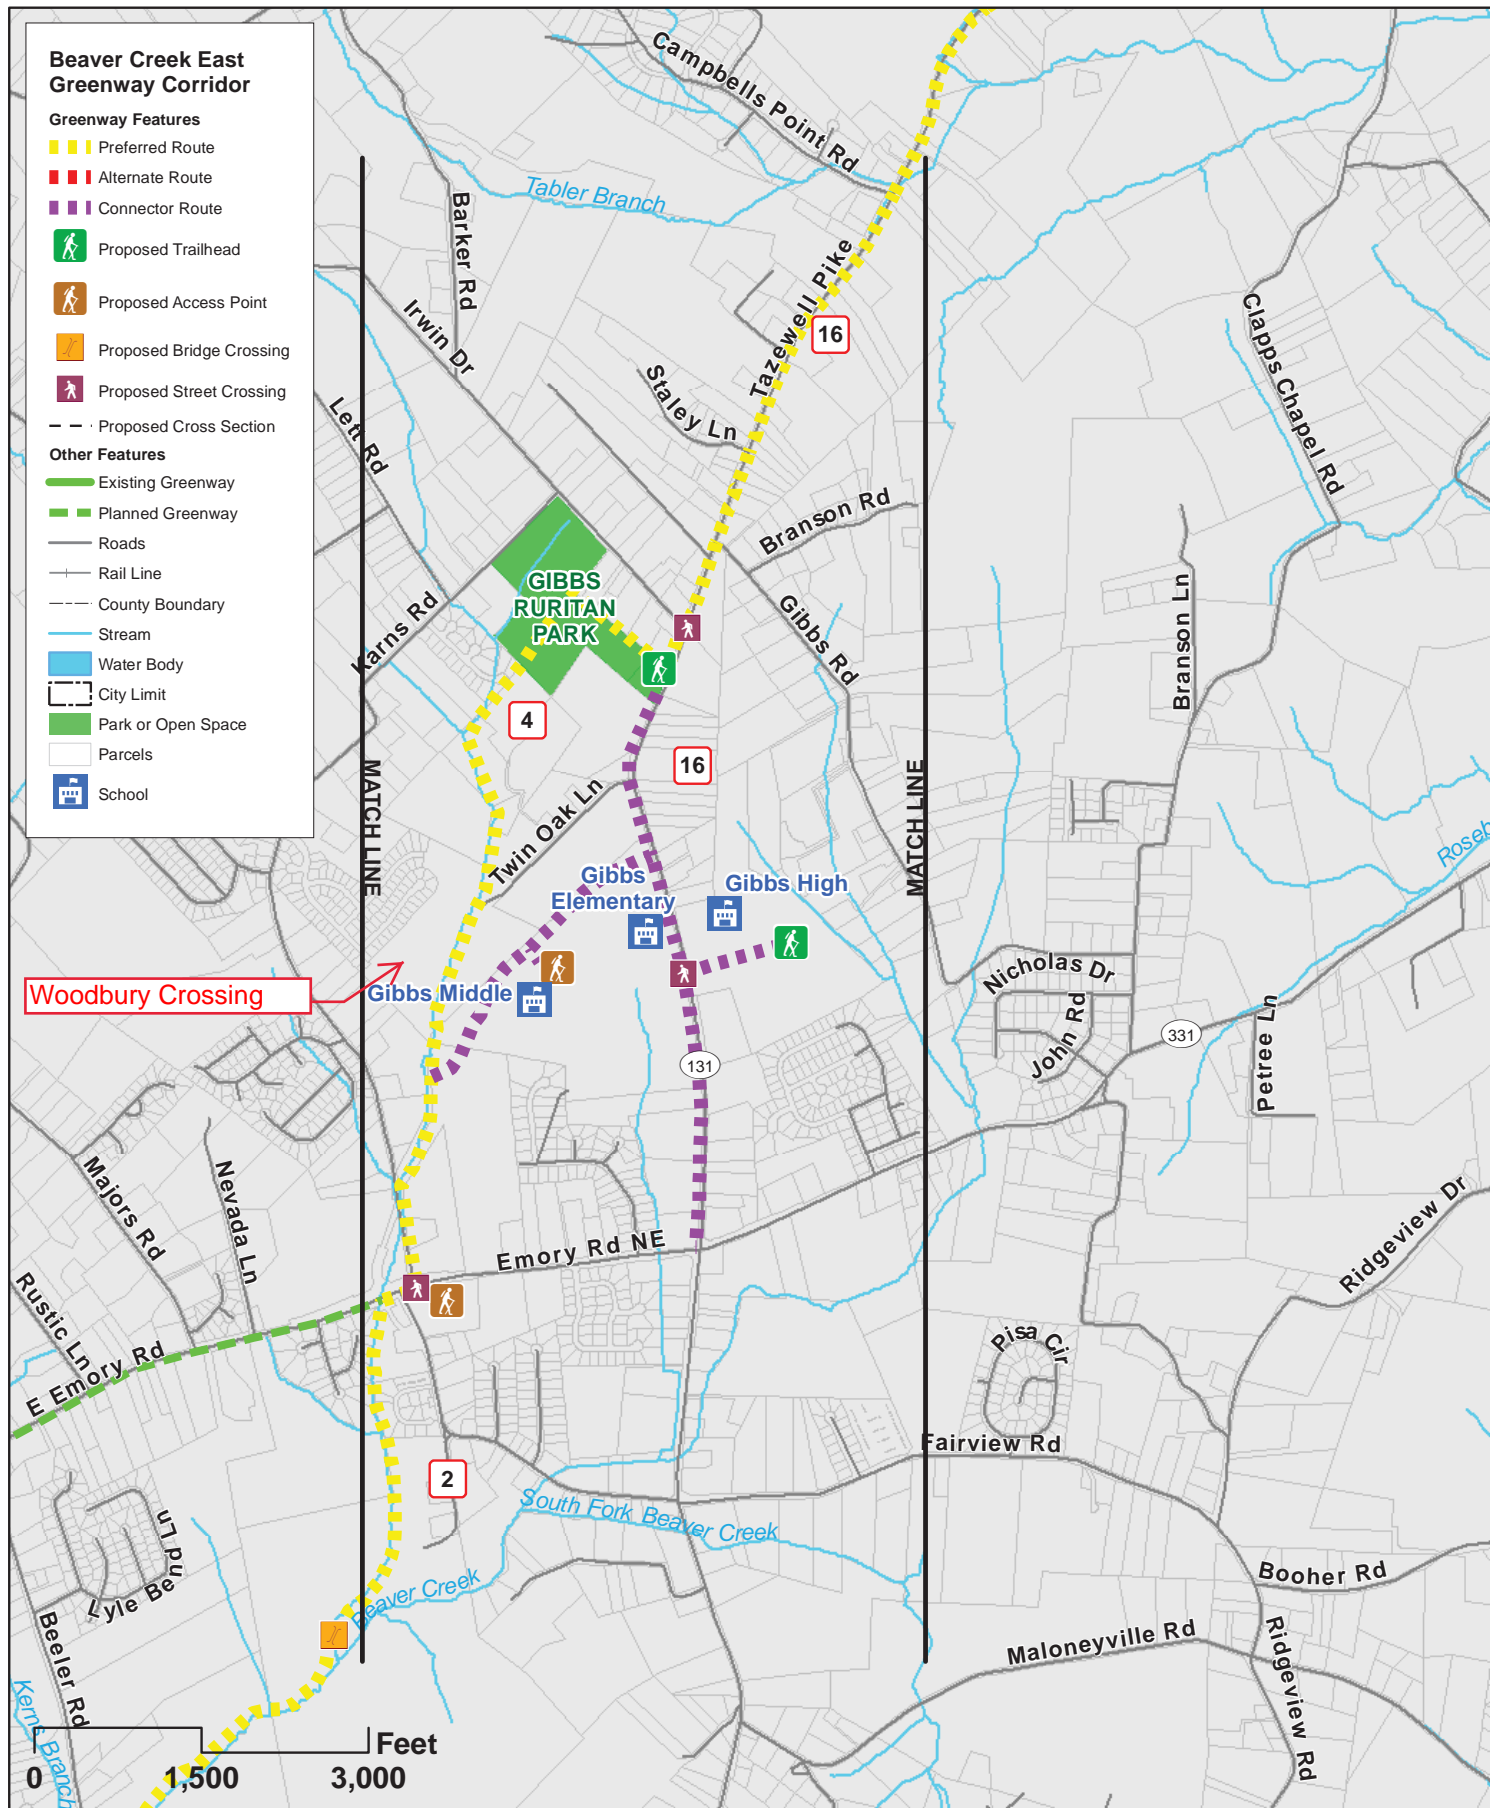 Beaver Creek East
Greenway Corridor
Greenway Features
Preferred Route
Alternate Route
Connector Route
Proposed Trailhead
Proposed Access Point
Proposed Bridge Crossing
Proposed Street Crossing
Proposed Cross Section
Other Features
Existing Greenway
Planned Greenway
Roads
Rail Line
County Boundary
Stream
Water Body
City Limit
Park or Open Space
Parcels
School
Campbells Point Rd
Tabler Branch
Barker Rd
Irwin Dr
Tazewell Pike
16
Staley Ln
Lett Rd
Clapps Chapel Rd
Branson Rd
GIBBS
RURITAN
PARK
Karns Rd
Gibbs Rd
Branson Ln
4
16
MATCH LINE
MATCH LINE
Twin Oak Ln
Gibbs
Elementary
Gibbs High
Roseb
Woodbury Crossing
Gibbs Middle
Nicholas Dr
John Rd
331
Petree Ln
131
Majors Rd
Nevada Ln
Emory Rd NE
Ridgeview Dr
Rustic Ln
E Emory Rd
Pisa Cir
Fairview Rd
2
South Fork Beaver Creek
Lyle Be
nd Ln
Beaver Creek
Booher Rd
Beeler Rd
Maloneyville Rd
Ridgeview Rd
Kerns Branch
Feet
0
1,500
3,000